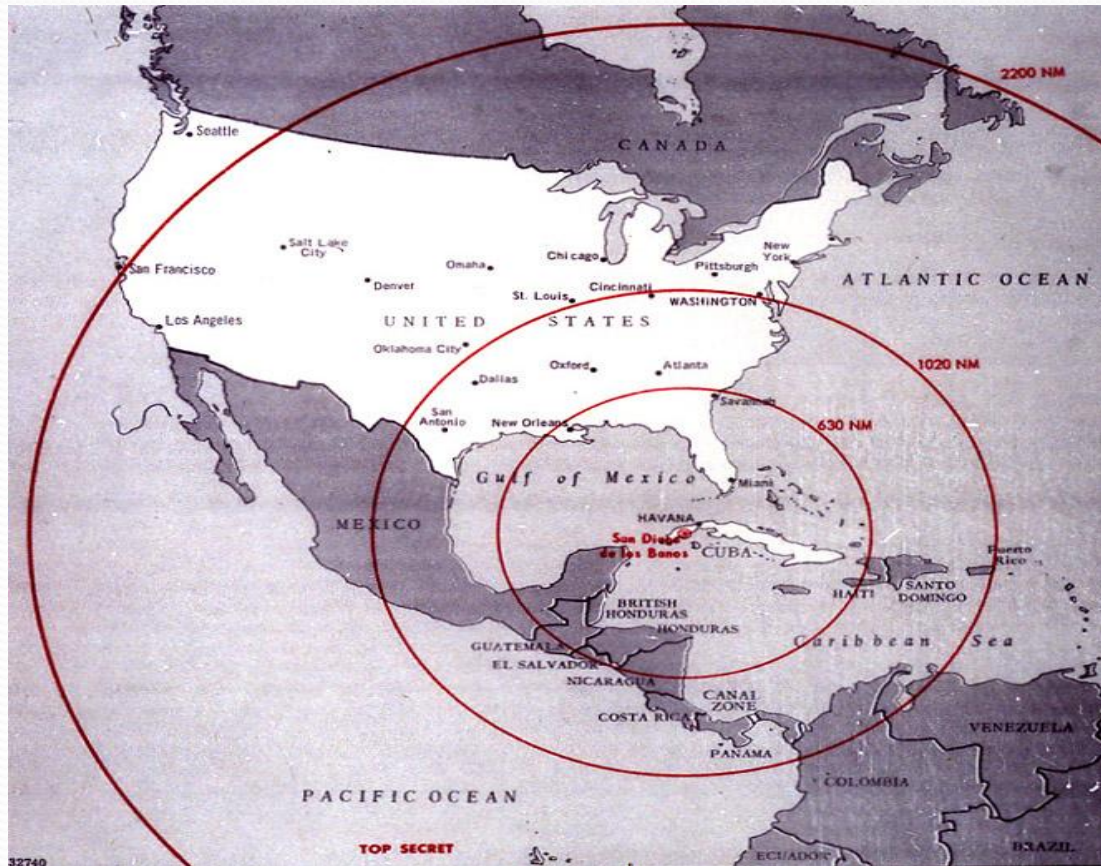 2200 NM
Seattle
CANADA
Salt Lake
City
San Francisco
Omaha
Chicago
New
York
Pittsburgh
Denver
Cincinnati
St. Louis
WASHINGTON
ATLANTIC OCEAN
Los Angeles
UNITED STATES
Oklahoma City
Oxford
Atlanta
1020 NM
Dallas
Savannah
San
Antonio
New Orleans
630 NM
Gulf of Mexico
Miami
MEXICO
HAVANA
San Diego
de los Banos
CUBA
Puerto
Rico
HAITI
SANTO
DOMINGO
BRITISH
HONDURAS
HONDURAS
GUATEMALA
EL SALVADOR
NICARAGUA
Caribbean Sea
CANAL
ZONE
COSTA RICA
PANAMA
VENEZUELA
COLOMBIA
PACIFIC OCEAN
TOP SECRET
BRAZIL
ECUADOR
32740